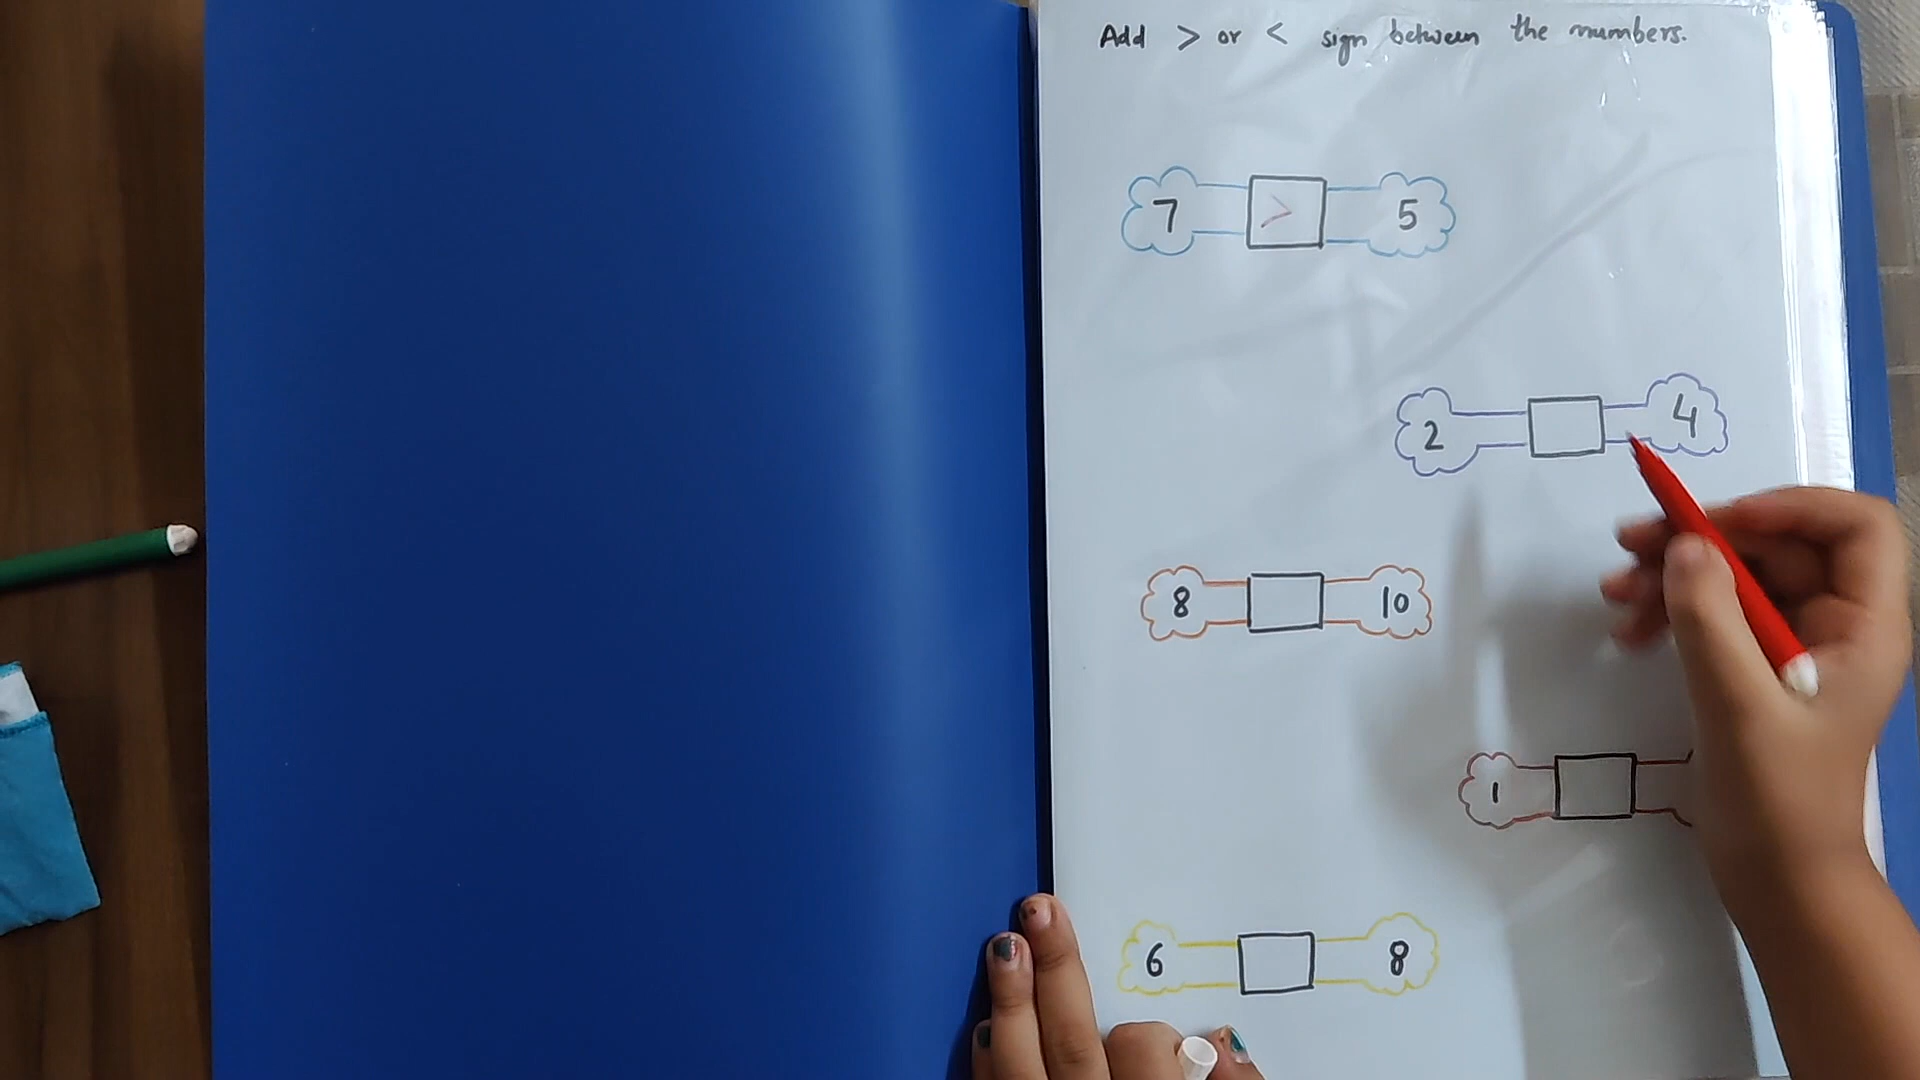 Add > or < sign between the numbers.
7 > 5
2 4
8 10
1
6 8